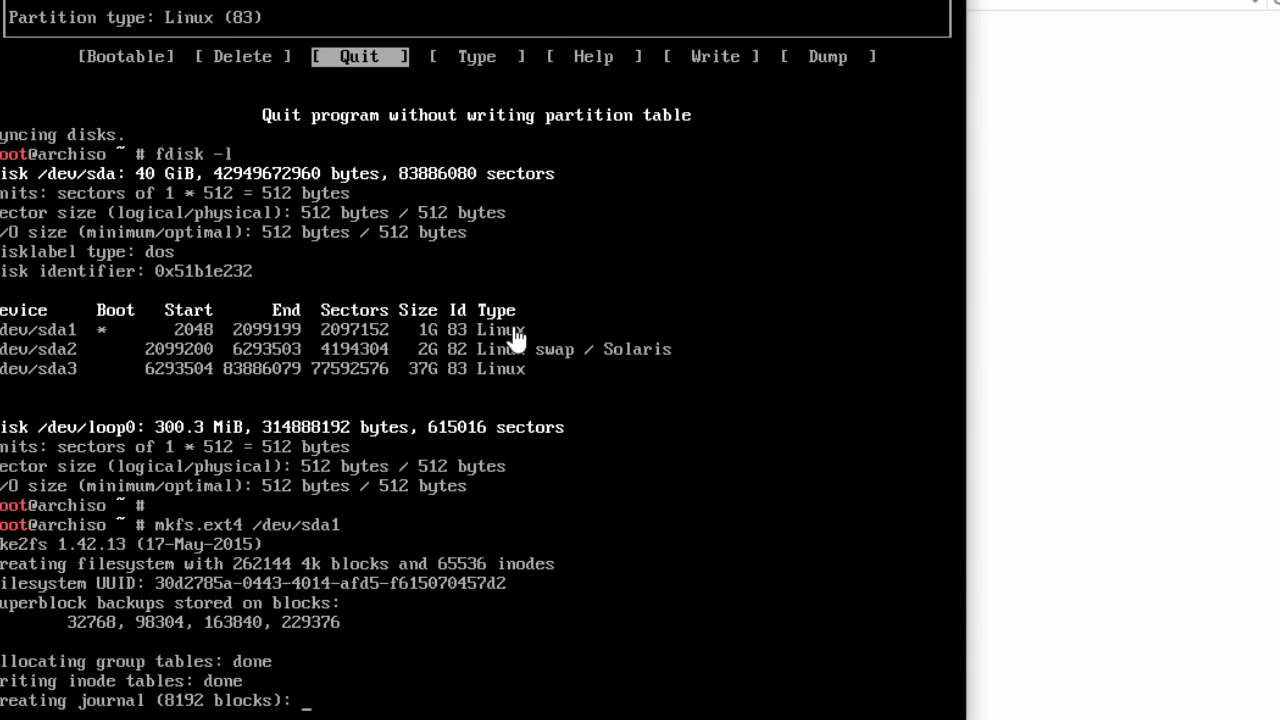 Partition type: Linux (83)
[Bootable] [ Delete ] [ Quit ] [ Type ] [ Help ] [ Write ] [ Dump ]
Quit program without writing partition table
yncing disks.
oot@archiso ~ # fdisk -l
isk /dev/sda: 40 GiB, 42949672960 bytes, 83886080 sectors
nits: sectors of 1 * 512 = 512 bytes
ector size (logical/physical): 512 bytes / 512 bytes
/O size (minimum/optimal): 512 bytes / 512 bytes
isklabel type: dos
isk identifier: 0x51b1e232
evice Boot Start End Sectors Size Id Type
dev/sda1 * 2048 2099199 2097152 1G 83 Linux
dev/sda2 2099200 6293503 4194304 2G 82 Linux swap / Solaris
dev/sda3 6293504 83886079 77592576 37G 83 Linux
isk /dev/loop0: 300.3 MiB, 314888192 bytes, 615016 sectors
nits: sectors of 1 * 512 = 512 bytes
ector size (logical/physical): 512 bytes / 512 bytes
/O size (minimum/optimal): 512 bytes / 512 bytes
oot@archiso ~ #
oot@archiso ~ # mkfs.ext4 /dev/sda1
ke2fs 1.42.13 (17-May-2015)
reating filesystem with 262144 4k blocks and 65536 inodes
ilesystem UUID: 30d2785a-0443-4014-afd5-f615070457d2
uperblock backups stored on blocks:
32768, 98304, 163840, 229376
llocating group tables: done
riting inode tables: done
reating journal (8192 blocks): _